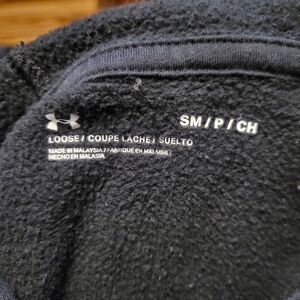 SM / P / CH
LOOSE / COUPE LACHE / SUELTO
MADE IN MALAYSIA / FABRIQUÉ EN MALAISIE /
HECHO EN MALASIA